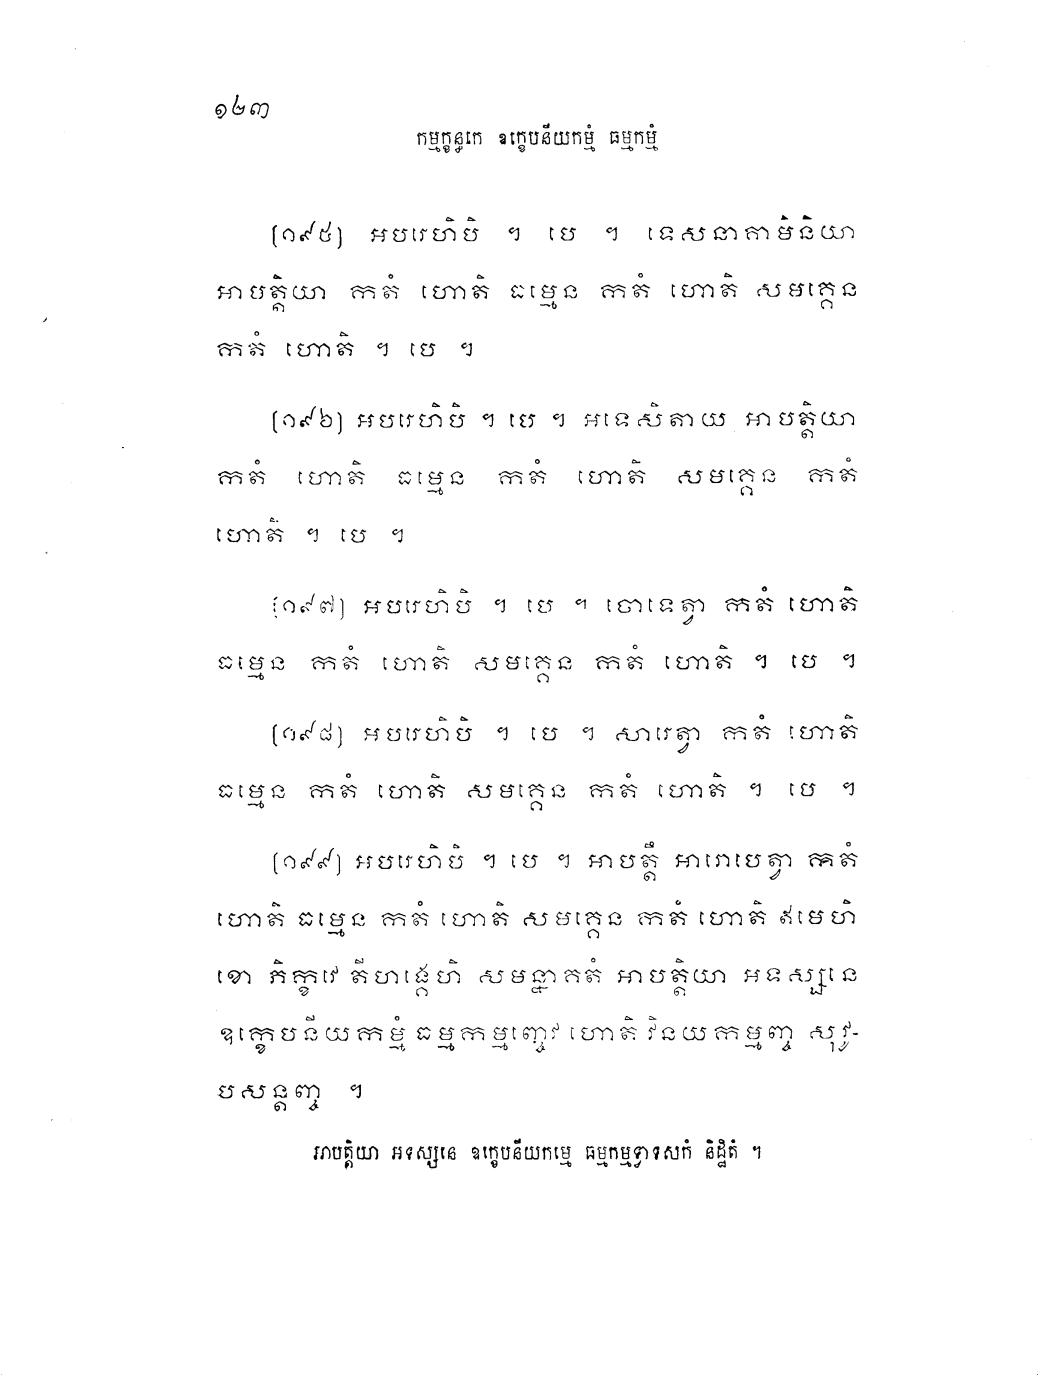 ១២៣
កម្មក្ខន្ធកេ ឧក្ខេបនីយកម្មំ ធម្មកម្មំ
(១៩៥) អបរេហិបិ ។ បេ ។ ទេសនាគាមិនិយា
អាបត្តិយា កតំ ហោតិ ធម្មេន កតំ ហោតិ សមគ្គេន
កតំ ហោតិ ។ បេ ។
(១៩៦) អបរេហិបិ ។ បេ ។ អទេសិតាយ អាបត្តិយា
កតំ ហោតិ ធម្មេន កតំ ហោតិ សមគ្គេន កតំ
ហោតិ ។ បេ ។
(១៩៧) អបរេហិបិ ។ បេ ។ ចោទេត្វា កតំ ហោតិ
ធម្មេន កតំ ហោតិ សមគ្គេន កតំ ហោតិ ។ បេ ។
(១៩៨) អបរេហិបិ ។ បេ ។ សារេត្វា កតំ ហោតិ
ធម្មេន កតំ ហោតិ សមគ្គេន កតំ ហោតិ ។ បេ ។
(១៩៩) អបរេហិបិ ។ បេ ។ អាបត្តឹ អារោបេត្វា កតំ
ហោតិ ធម្មេន កតំ ហោតិ សមគ្គេន កតំ ហោតិ ឥមេហិ
ខោ ភិក្ខវេ តីហង្គេហិ សមន្នាគតំ អាបត្តិយា អទស្សនេ
ឧក្ខេបនីយកម្មំ ធម្មកម្មញ្ចេវ ហោតិ វិនយកម្មញ្ច សុវូ-
បសន្តញ្ច ។
អាបត្តិយា អទស្សនេ ឧក្ខេបនីយកម្មេ ធម្មកម្មទ្វាទសកំ និដ្ឋិតំ ។